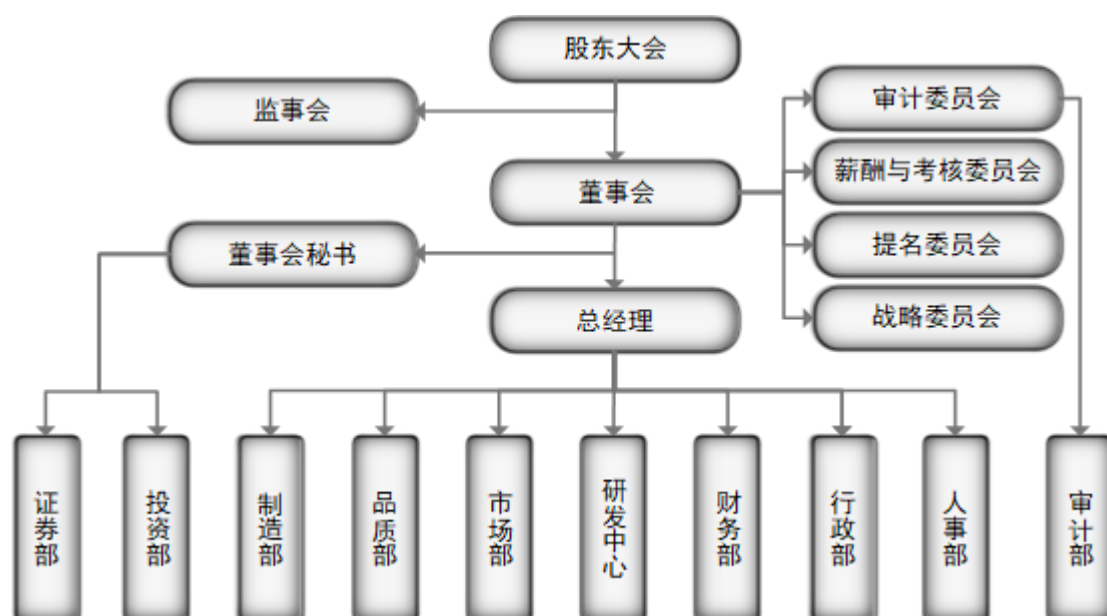 股东大会
监事会
审计委员会
薪酬与考核委员会
董事会
提名委员会
董事会秘书
战略委员会
总经理
证券部
投资部
制造部
品质部
市场部
研发中心
财务部
行政部
人事部
审计部